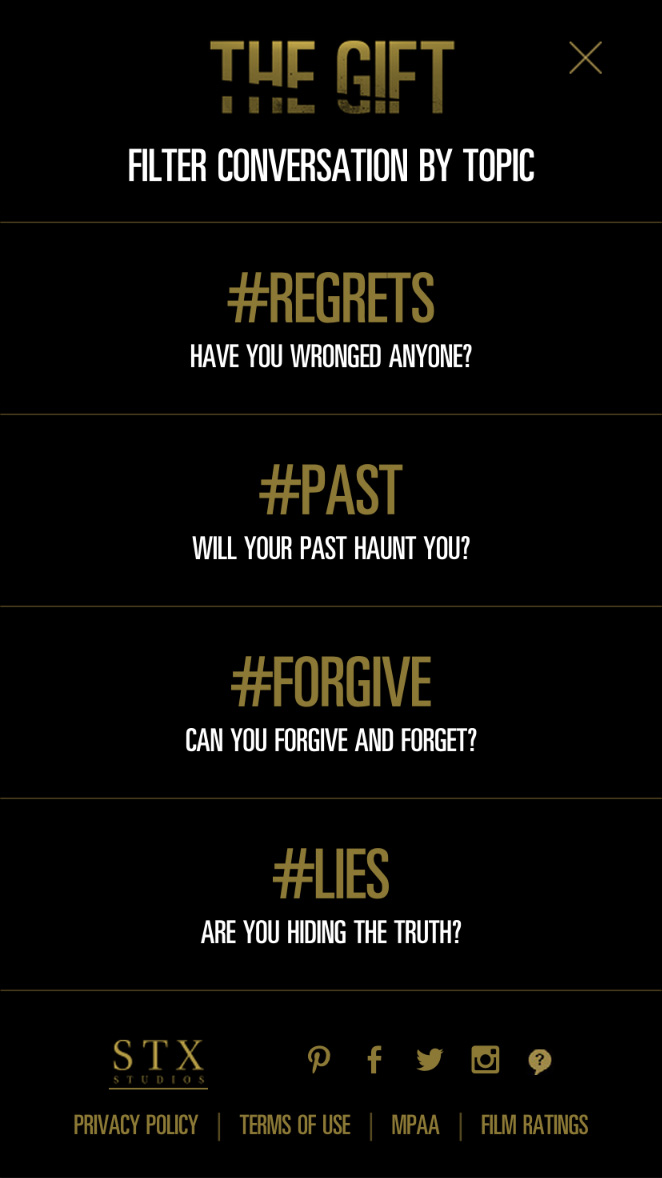 THE GIFT
FILTER CONVERSATION BY TOPIC
#REGRETS
HAVE YOU WRONGED ANYONE?
#PAST
WILL YOUR PAST HAUNT YOU?
#FORGIVE
CAN YOU FORGIVE AND FORGET?
#LIES
ARE YOU HIDING THE TRUTH?
STX
STUDIOS
PRIVACY POLICY | TERMS OF USE | MPAA | FILM RATINGS